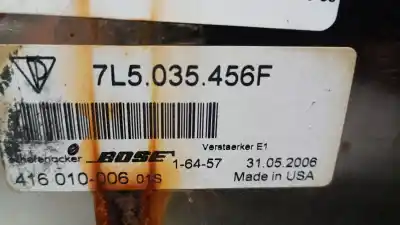 7L5.035.456F
BOSE
Verstaerker E1
1-64-57 31.05.2006
416 010-006 01S Made in USA